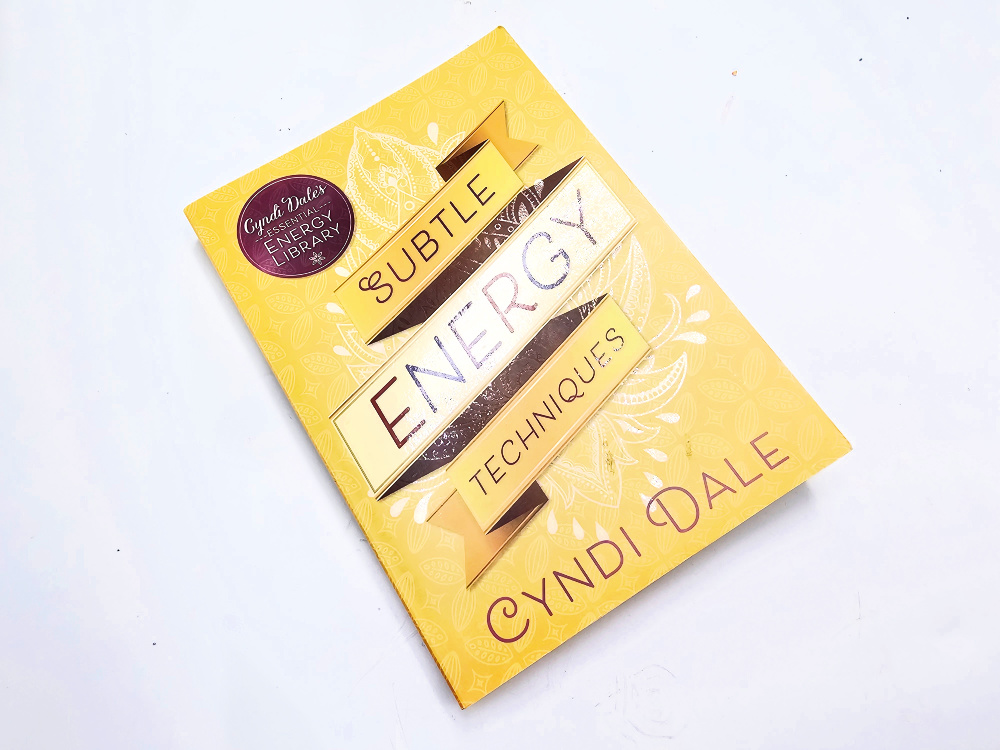 Cyndi Dale's
ESSENTIAL
ENERGY
LIBRARY
SUBTLE
ENERGY
TECHNIQUES
CYNDI DALE